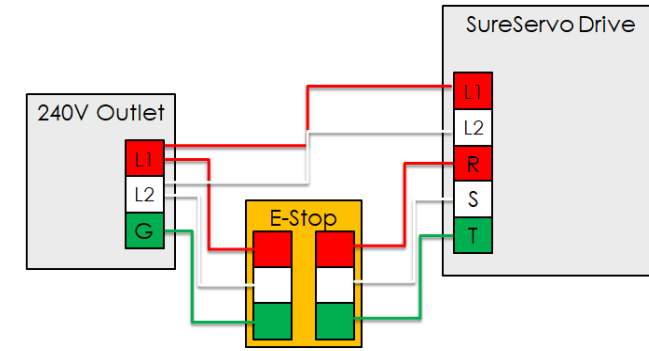 SureServo Drive
240V Outlet
L1
L2
G
E-Stop
L1
L2
R
S
T